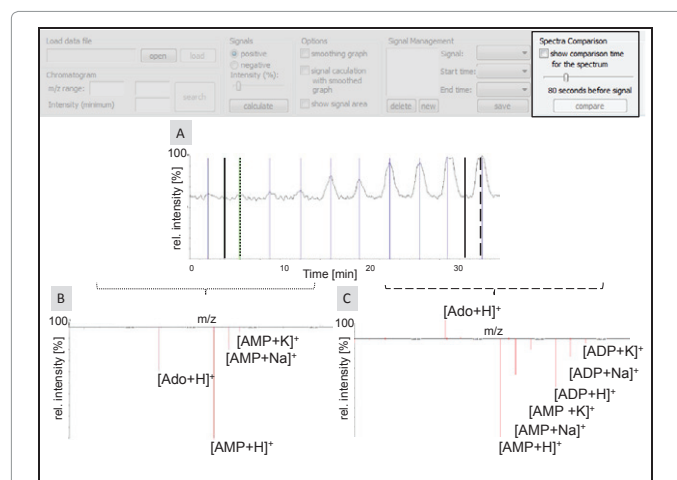 Load data file
open load
Chromatogram
m/z range:
Intensity (minimum)
search
Signals
positive
negative
Intensity (%):
calculate
Options
smoothing graph
signal caculation
with smoothed
graph
show signal area
Signal Management
Signal:
Start time:
End time:
delete new save
Spectra Comparison
show comparison time
for the spectrum
80 seconds before signal
compare
A
100
rel. intensity [%]
0 10 20 30
Time [min]
B
100
m/z
rel. intensity [%]
[AMP+K]+
[AMP+Na]+
[Ado+H]+
[AMP+H]+
C
[Ado+H]+
100
m/z
rel. intensity [%]
[ADP+K]+
[ADP+Na]+
[ADP+H]+
[AMP +K]+
[AMP+Na]+
[AMP+H]+